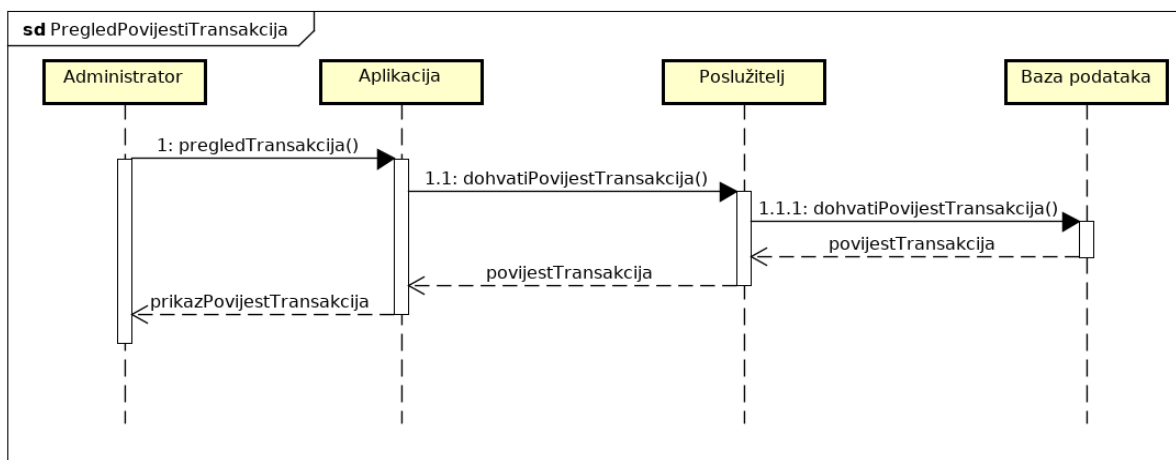 sd PregledPovijestiTransakcija
Administrator
Aplikacija
Poslužitelj
Baza podataka
1: pregledTransakcija()
1.1: dohvatiPovijestTransakcija()
1.1.1: dohvatiPovijestTransakcija()
povijestTransakcija
povijestTransakcija
prikazPovijestTransakcija